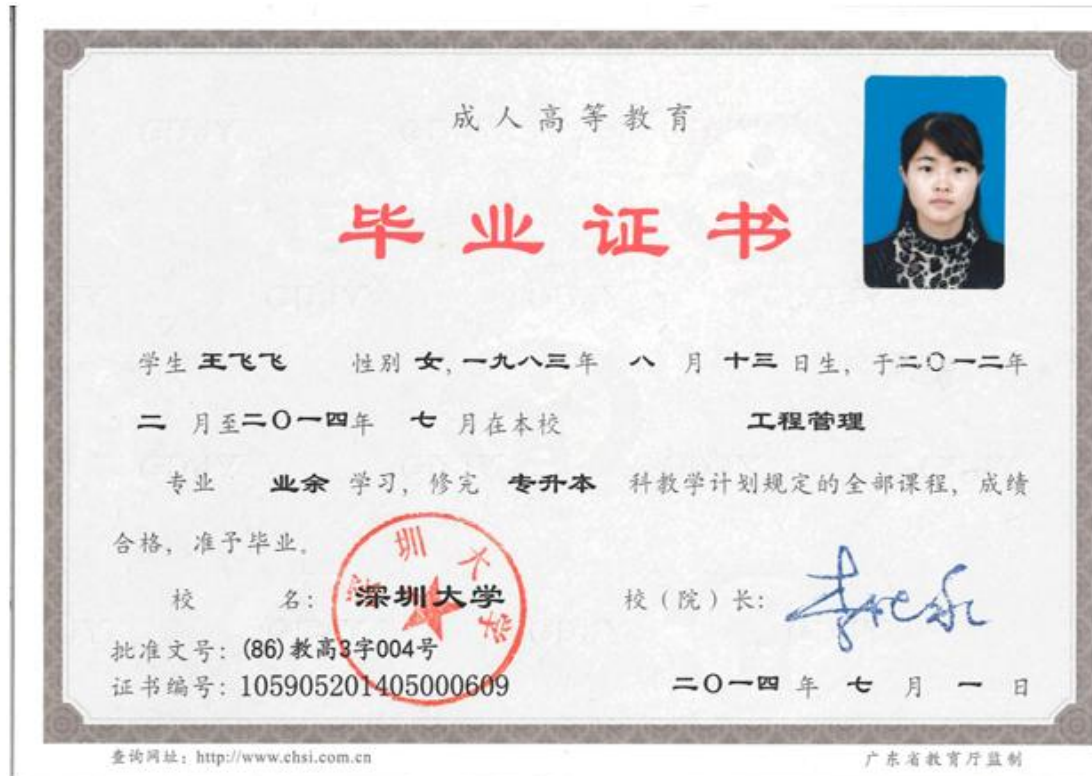 成人高等教育
毕业证书
学生 王飞飞 性别 女, 一九八三年 八 月 十三 日生, 于二〇一二年
二 月至二〇一四年 七 月在本校 工程管理
专业 业余 学习, 修完 专升本 科教学计划规定的全部课程, 成绩
合格, 准予毕业。
深圳大学
校 名: 深圳大学 校(院)长:
批准文号: (86)教高3字004号
证书编号: 105905201405000609 二〇一四 年 七 月 一 日
查询网址: http://www.chsi.com.cn 广东省教育厅监制